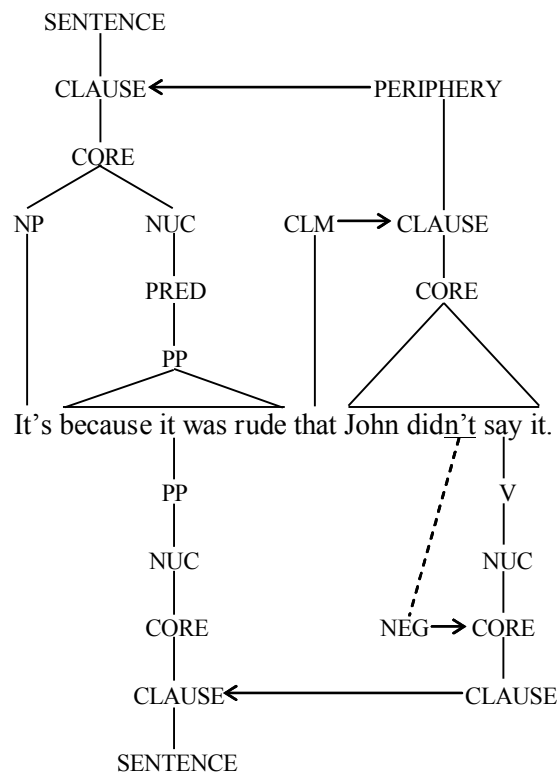 SENTENCE
CLAUSE PERIPHERY
CORE
NP NUC CLM CLAUSE
PRED CORE
PP
It's because it was rude that John didn't say it.
PP V
NUC NUC
CORE NEG CORE
CLAUSE CLAUSE
SENTENCE